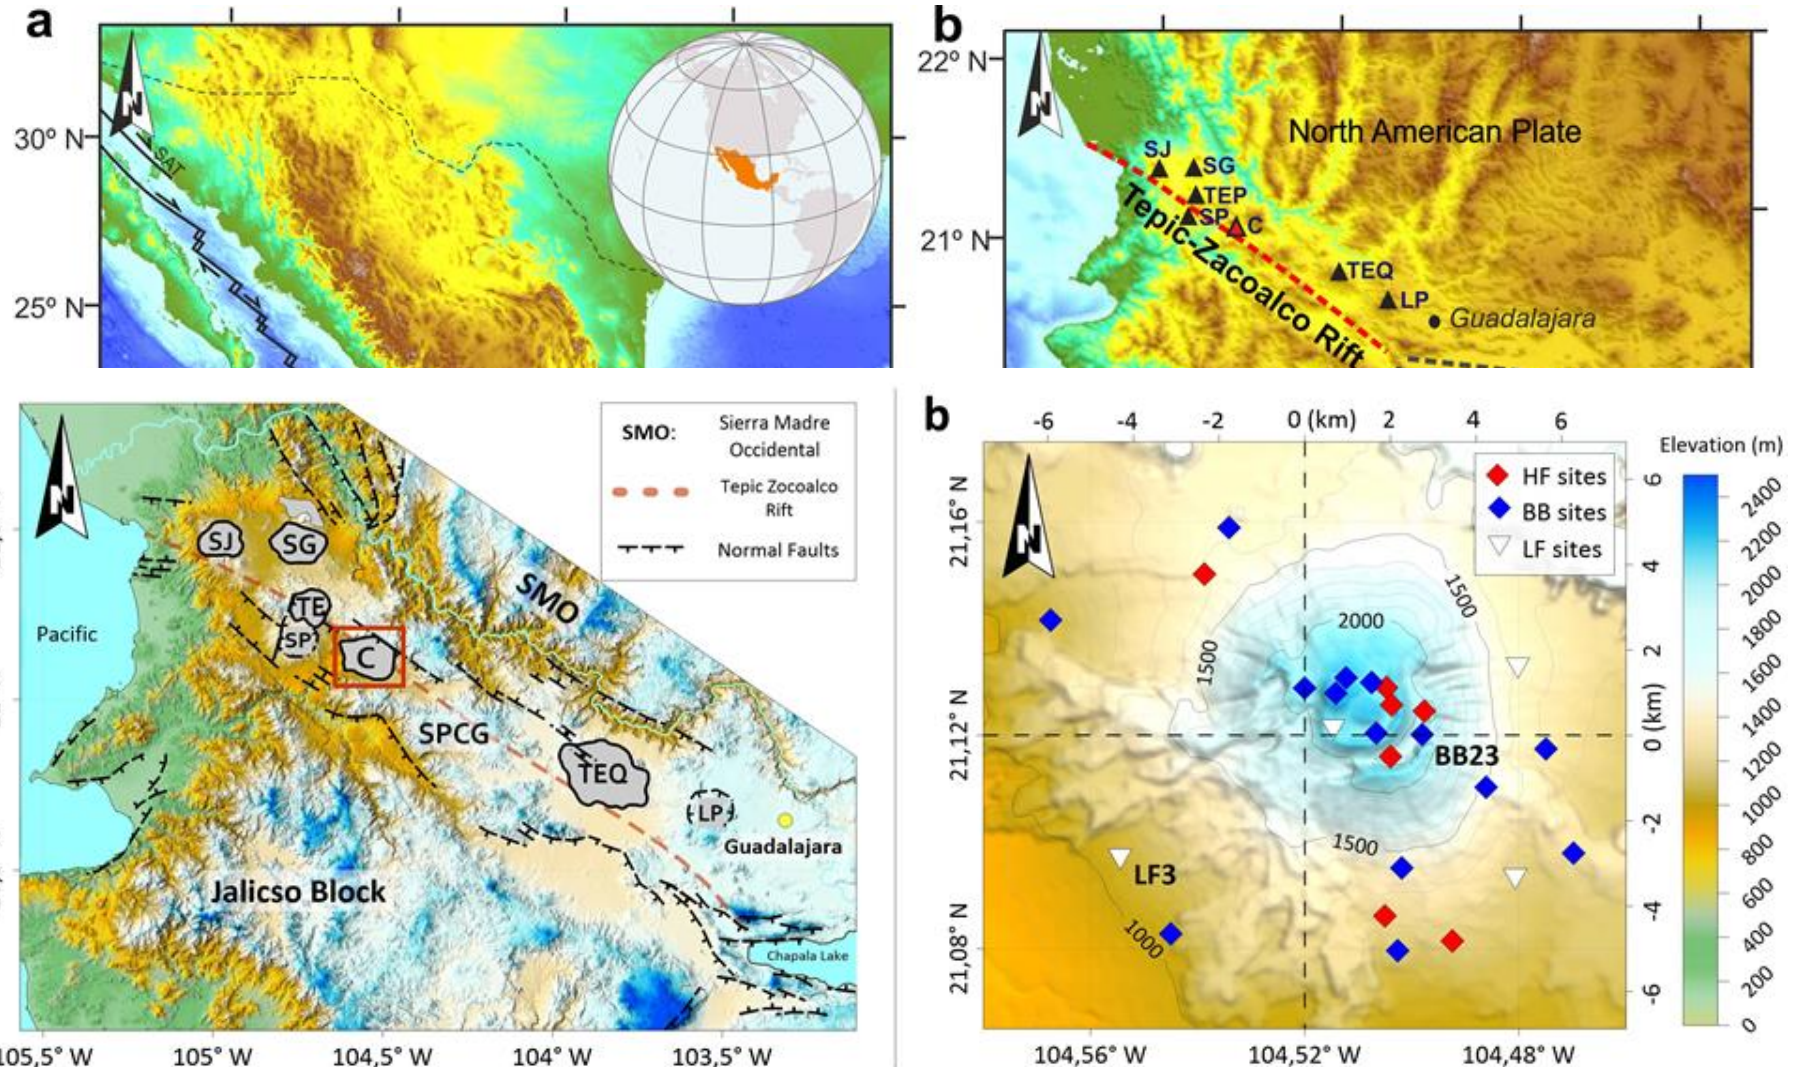 a
N
SAT
30° N
25° N
b
22° N
21° N
N
North American Plate
SJ
SG
TEP
SP
C
TEQ
LP
Guadalajara
Tepic-Zacoalco Rift
N
SMO:
Sierra Madre
Occidental
Tepic Zocoalco
Rift
Normal Faults
SJ
SG
TE
SP
C
SMO
Pacific
SPCG
TEQ
LP
Guadalajara
Jalicso Block
Chapala Lake
105,5° W
105° W
104,5° W
104° W
103,5° W
b
-6
-4
-2
0 (km)
2
4
6
N
HF sites
BB sites
LF sites
1500
2000
1500
BB23
1500
LF3
1000
21,16° N
21,12° N
21,08° N
6
4
2
0 (km)
-2
-4
-6
104,56° W
104,52° W
104,48° W
Elevation (m)
2400
2200
2000
1800
1600
1400
1200
1000
800
600
400
200
0